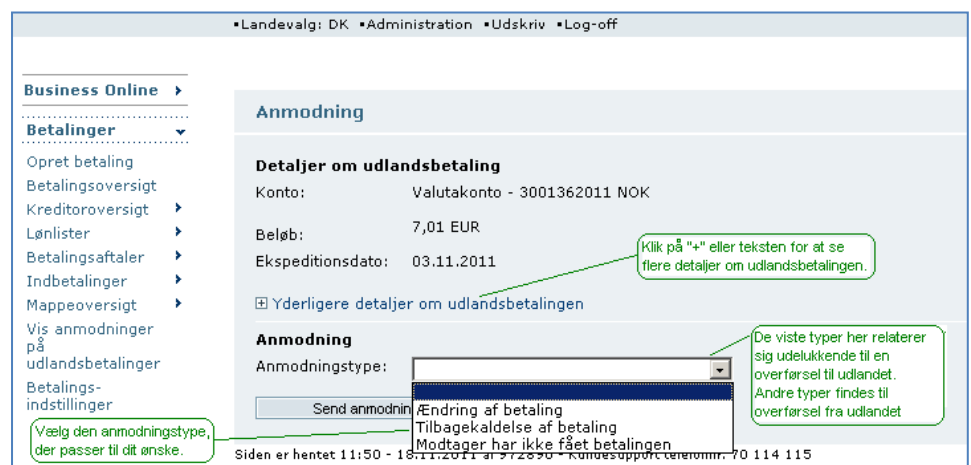 ▪Landevalg: DK ▪Administration ▪Udskriv ▪Log-off
Business Online
Betalinger
Opret betaling
Betalingsoversigt
Kreditoroversigt
Lønlister
Betalingsaftaler
Indbetalinger
Mappeoversigt
Vis anmodninger
på
udlandsbetalinger
Betalings-
indstillinger
Vælg den anmodningstype,
der passer til dit ønske.
Anmodning
Detaljer om udlandsbetaling
Konto: Valutakonto - 3001362011 NOK
Beløb: 7,01 EUR
Ekspeditionsdato: 03.11.2011
Klik på "+" eller teksten for at se
flere detaljer om udlandsbetalingen.
Yderligere detaljer om udlandsbetalingen
Anmodning
Anmodningstype:
De viste typer her relaterer
sig udelukkende til en
overførsel til udlandet.
Andre typer findes til
overførsel fra udlandet
Send anmodnin
Ændring af betaling
Tilbagekaldelse af betaling
Modtager har ikke fået betalingen
Siden er hentet 11:50 - 18.11.2011 af 972890 - Kundesupport telefonnr. 70 114 115